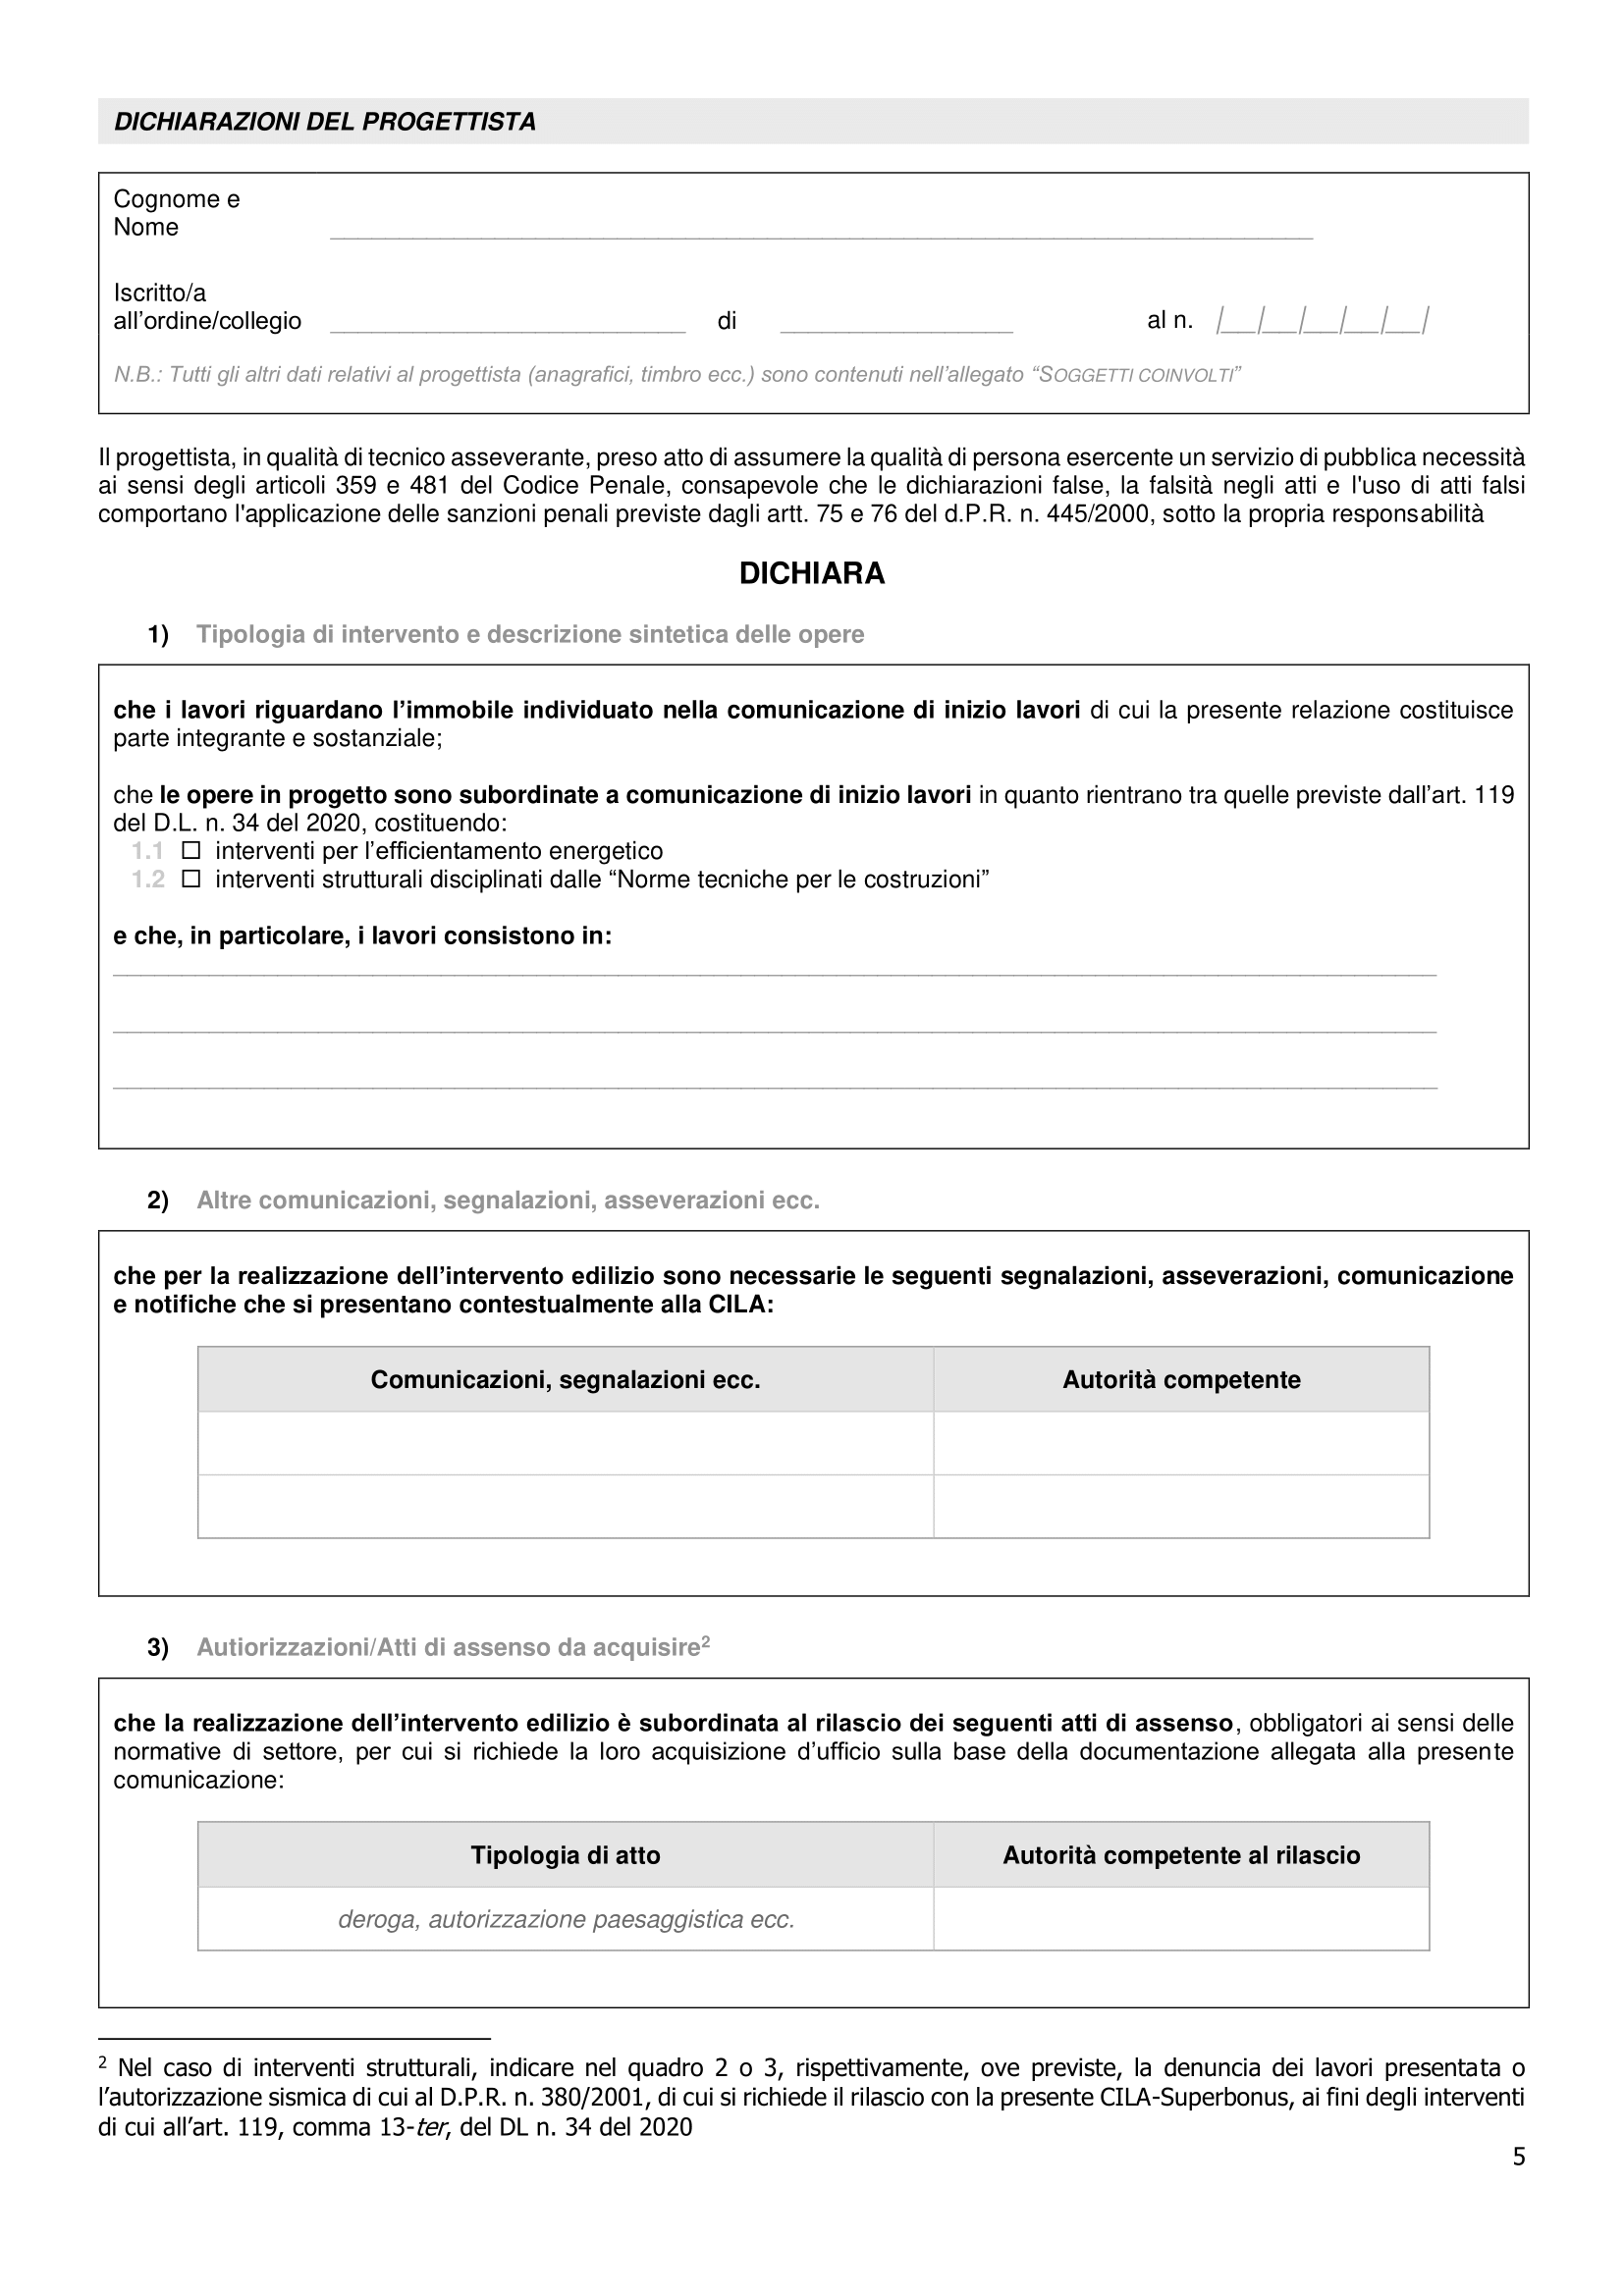 DICHIARAZIONI DEL PROGETTISTA
Cognome e
Nome ________________
Iscritto/a
all’ordine/collegio ________________ di ________________ al n. |__|__|__|__|__|
N.B.: Tutti gli altri dati relativi al progettista (anagrafici, timbro ecc.) sono contenuti nell’allegato “SOGGETTI COINVOLTI”
Il progettista, in qualità di tecnico asseverante, preso atto di assumere la qualità di persona esercente un servizio di pubblica necessità
ai sensi degli articoli 359 e 481 del Codice Penale, consapevole che le dichiarazioni false, la falsità negli atti e l'uso di atti falsi
comportano l'applicazione delle sanzioni penali previste dagli artt. 75 e 76 del d.P.R. n. 445/2000, sotto la propria responsabilità
DICHIARA
1) Tipologia di intervento e descrizione sintetica delle opere
che i lavori riguardano l’immobile individuato nella comunicazione di inizio lavori di cui la presente relazione costituisce
parte integrante e sostanziale;
che le opere in progetto sono subordinate a comunicazione di inizio lavori in quanto rientrano tra quelle previste dall’art. 119
del D.L. n. 34 del 2020, costituendo:
1.1 ☐ interventi per l’efficientamento energetico
1.2 ☐ interventi strutturali disciplinati dalle “Norme tecniche per le costruzioni”
e che, in particolare, i lavori consistono in:
________________
________________
________________
2) Altre comunicazioni, segnalazioni, asseverazioni ecc.
che per la realizzazione dell’intervento edilizio sono necessarie le seguenti segnalazioni, asseverazioni, comunicazione
e notifiche che si presentano contestualmente alla CILA:
Comunicazioni, segnalazioni ecc. Autorità competente
3) Autiorizzazioni/Atti di assenso da acquisire²
che la realizzazione dell’intervento edilizio è subordinata al rilascio dei seguenti atti di assenso, obbligatori ai sensi delle
normative di settore, per cui si richiede la loro acquisizione d’ufficio sulla base della documentazione allegata alla presente
comunicazione:
Tipologia di atto Autorità competente al rilascio
deroga, autorizzazione paesaggistica ecc.
² Nel caso di interventi strutturali, indicare nel quadro 2 o 3, rispettivamente, ove previste, la denuncia dei lavori presentata o
l’autorizzazione sismica di cui al D.P.R. n. 380/2001, di cui si richiede il rilascio con la presente CILA-Superbonus, ai fini degli interventi
di cui all’art. 119, comma 13-ter, del DL n. 34 del 2020
5